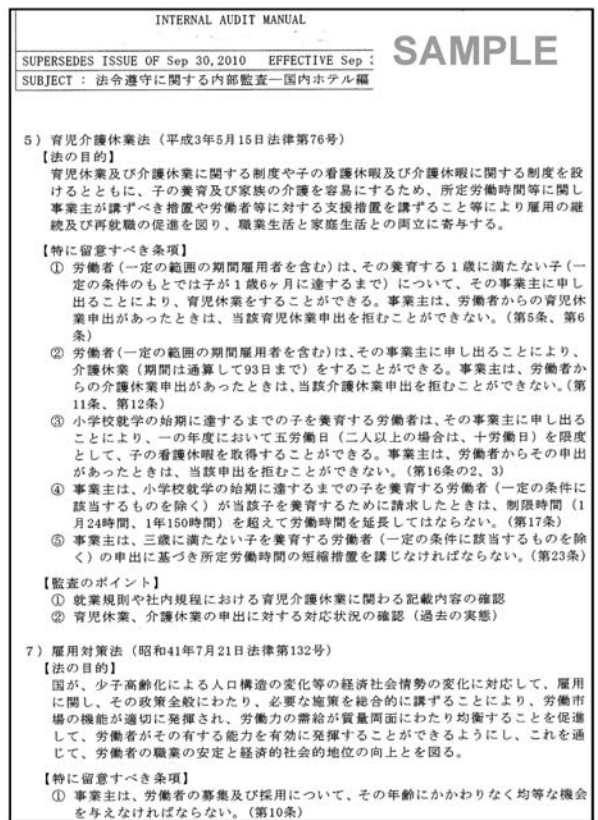 INTERNAL AUDIT MANUAL
SAMPLE
SUPERSEDES ISSUE OF Sep 30,2010 EFFECTIVE Sep
SUBJECT : 法令遵守に関する内部監査―国内ホテル編
5)育児介護休業法(平成3年5月15日法律第76号)
【法の目的】
育児休業及び介護休業に関する制度や子の看護休暇及び介護休暇に関する制度を設
けるとともに、子の養育及び家族の介護を容易にするため、所定労働時間等に関し
事業主が講ずべき措置や労働者等に対する支援措置を講ずること等により雇用の継
続及び再就職の促進を図り、職業生活と家庭生活との両立に寄与する。
【特に留意すべき条項】
① 労働者(一定の範囲の期間雇用者を含む)は、その養育する1歳に満たない子(一
定の条件のもとでは子が1歳6ヶ月に達するまで)について、その事業主に申し
出ることにより、育児休業をすることができる。事業主は、労働者からの育児休
業申出があったときは、当該育児休業申出を拒むことができない。(第5条、第6
条)
② 労働者(一定の範囲の期間雇用者を含む)は、その事業主に申し出ることにより、
介護休業(期間は通算して93日まで)をすることができる。事業主は、労働者か
らの介護休業申出があったときは、当該介護休業申出を拒むことができない。(第
11条、第12条)
③ 小学校就学の始期に達するまでの子を養育する労働者は、その事業主に申し出る
ことにより、一の年度において五労働日(二人以上の場合は、十労働日)を限度
として、子の看護休暇を取得することができる。事業主は、労働者からその申出
があったときは、当該申出を拒むことができない。(第16条の2、3)
④ 事業主は、小学校就学の始期に達するまでの子を養育する労働者(一定の条件に
該当するものを除く)が当該子を養育するために請求したときは、制限時間(1
月24時間、1年150時間)を超えて労働時間を延長してはならない。(第17条)
⑤ 事業主は、三歳に満たない子を養育する労働者(一定の条件に該当するものを除
く)の申出に基づき所定労働時間の短縮措置を講じなければならない。(第23条)
【監査のポイント】
① 就業規則や社内規程における育児介護休業に関わる記載内容の確認
② 育児休業、介護休業の申出に対する対応状況の確認(過去の実態)
7)雇用対策法(昭和41年7月21日法律第132号)
【法の目的】
国が、少子高齢化による人口構造の変化等の経済社会情勢の変化に対応して、雇用
に関し、その政策全般にわたり、必要な施策を総合的に講ずることにより、労働市
場の機能が適切に発揮され、労働力の需給が質量両面にわたり均衡することを促進
して、労働者がその有する能力を有効に発揮することができるようにし、これを通
じて、労働者の職業の安定と経済的社会的地位の向上とを図る。
【特に留意すべき条項】
① 事業主は、労働者の募集及び採用について、その年齢にかかわりなく均等な機会
を与えなければならない。(第10条)